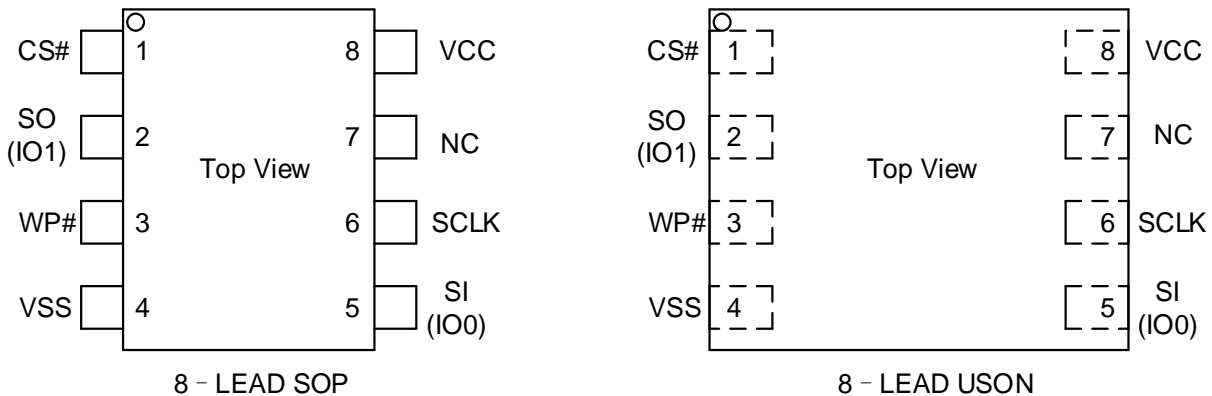 CS# 1 8 VCC
SO
(IO1) 2 7 NC
Top View
WP# 3 6 SCLK
VSS 4 5 SI
(IO0)
8 – LEAD SOP
CS# 1 8 VCC
SO
(IO1) 2 7 NC
Top View
WP# 3 6 SCLK
VSS 4 5 SI
(IO0)
8 – LEAD USON